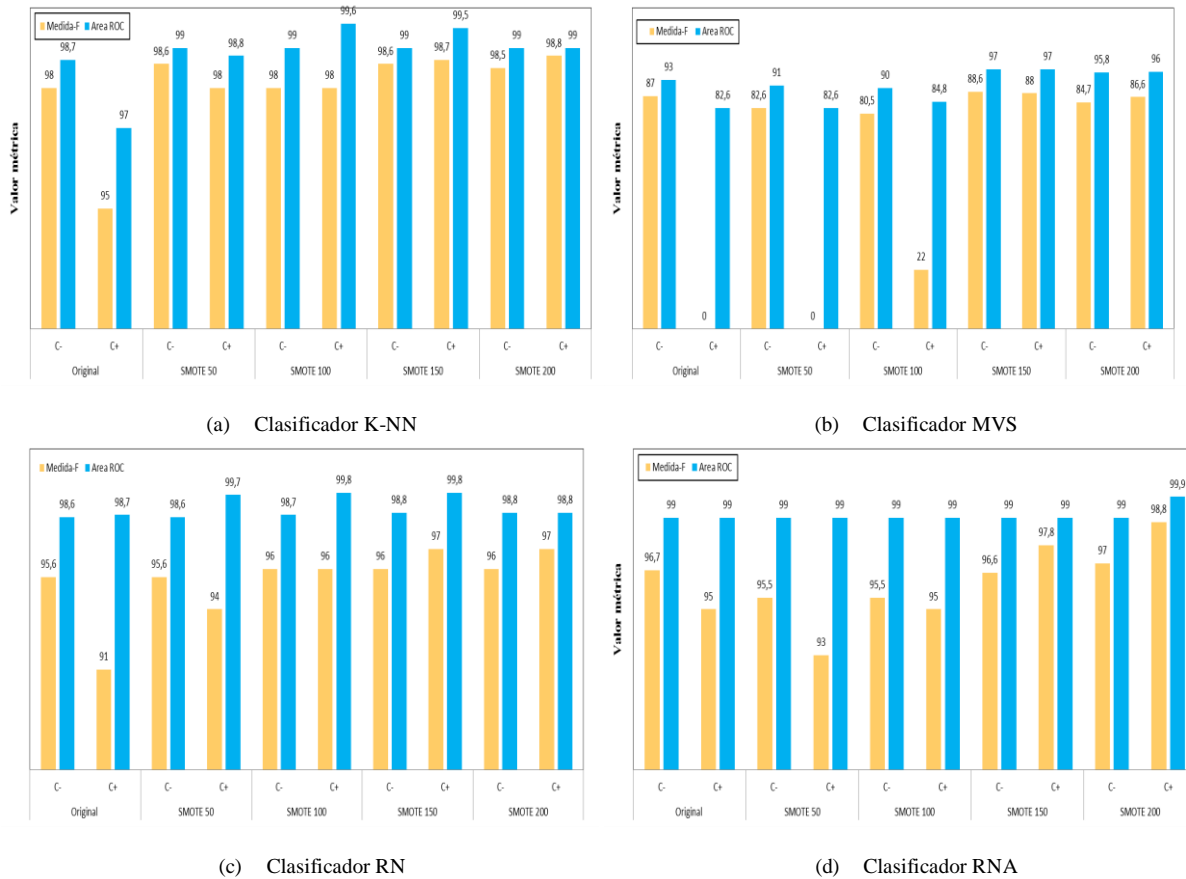 Medida-F Area ROC
Valor métrica
98 98,7 95 97 98,6 99 98 98,8 98 99 98 99,6 98,6 99 98,7 99,5 98,5 99 98,8 99
C- C+ C- C+ C- C+ C- C+ C- C+
Original SMOTE 50 SMOTE 100 SMOTE 150 SMOTE 200
(a) Clasificador K-NN
Medida-F Area ROC
Valor métrica
87 93 0 82,6 82,6 91 0 82,6 80,5 90 22 84,8 88,6 97 88 97 84,7 95,8 86,6 96
C- C+ C- C+ C- C+ C- C+ C- C+
Original SMOTE 50 SMOTE 100 SMOTE 150 SMOTE 200
(b) Clasificador MVS
Medida-F Area ROC
95,6 98,6 91 98,7 95,6 98,6 94 99,7 96 98,7 96 99,8 96 98,8 97 99,8 96 98,8 97 98,8
C- C+ C- C+ C- C+ C- C+ C- C+
Original SMOTE 50 SMOTE 100 SMOTE 150 SMOTE 200
(c) Clasificador RN
Medida-F Area ROC
Valor métrica
96,7 99 95 99 95,5 99 93 99 95,5 99 95 99 96,6 99 97,8 99 97 99 98,8 99,9
C- C+ C- C+ C- C+ C- C+ C- C+
Original SMOTE 50 SMOTE 100 SMOTE 150 SMOTE 200
(d) Clasificador RNA